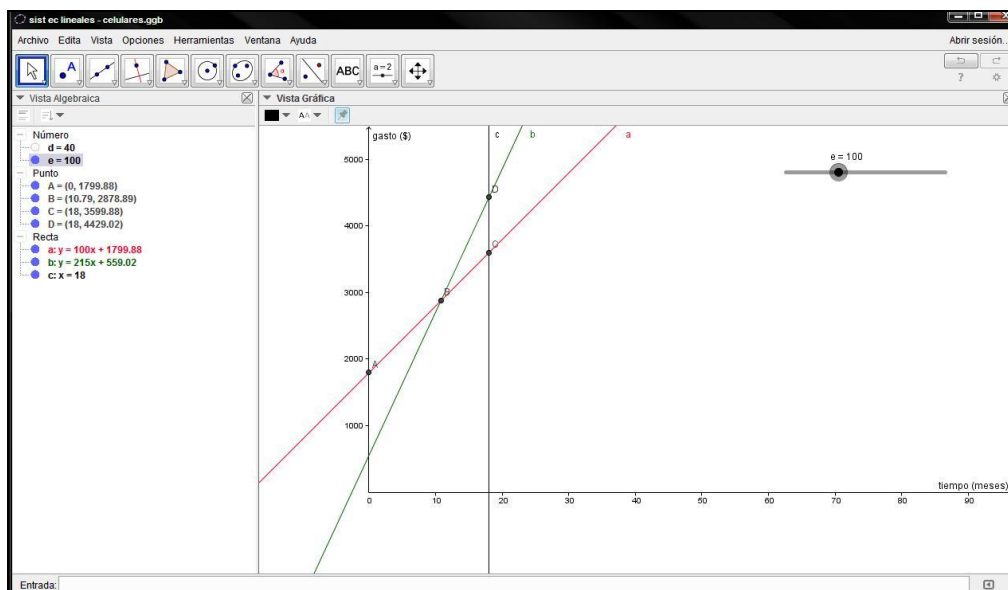 sist ec lineales - celulares.ggb
Archivo Edita Vista Opciones Herramientas Ventana Ayuda
Abrir sesión...
ABC
a=2
?
Vista Algebraica
Vista Gráfica
AA
Número
d = 40
e = 100
Punto
A = (0, 1799.88)
B = (10.79, 2878.89)
C = (18, 3599.88)
D = (18, 4429.02)
Recta
a: y = 100x + 1799.88
b: y = 215x + 559.02
c: x = 18
gasto ($)
c
b
a
e = 100
5000
D
4000
C
3000
B
2000
A
1000
tiempo (meses)
0 10 20 30 40 50 60 70 80 90
Entrada: